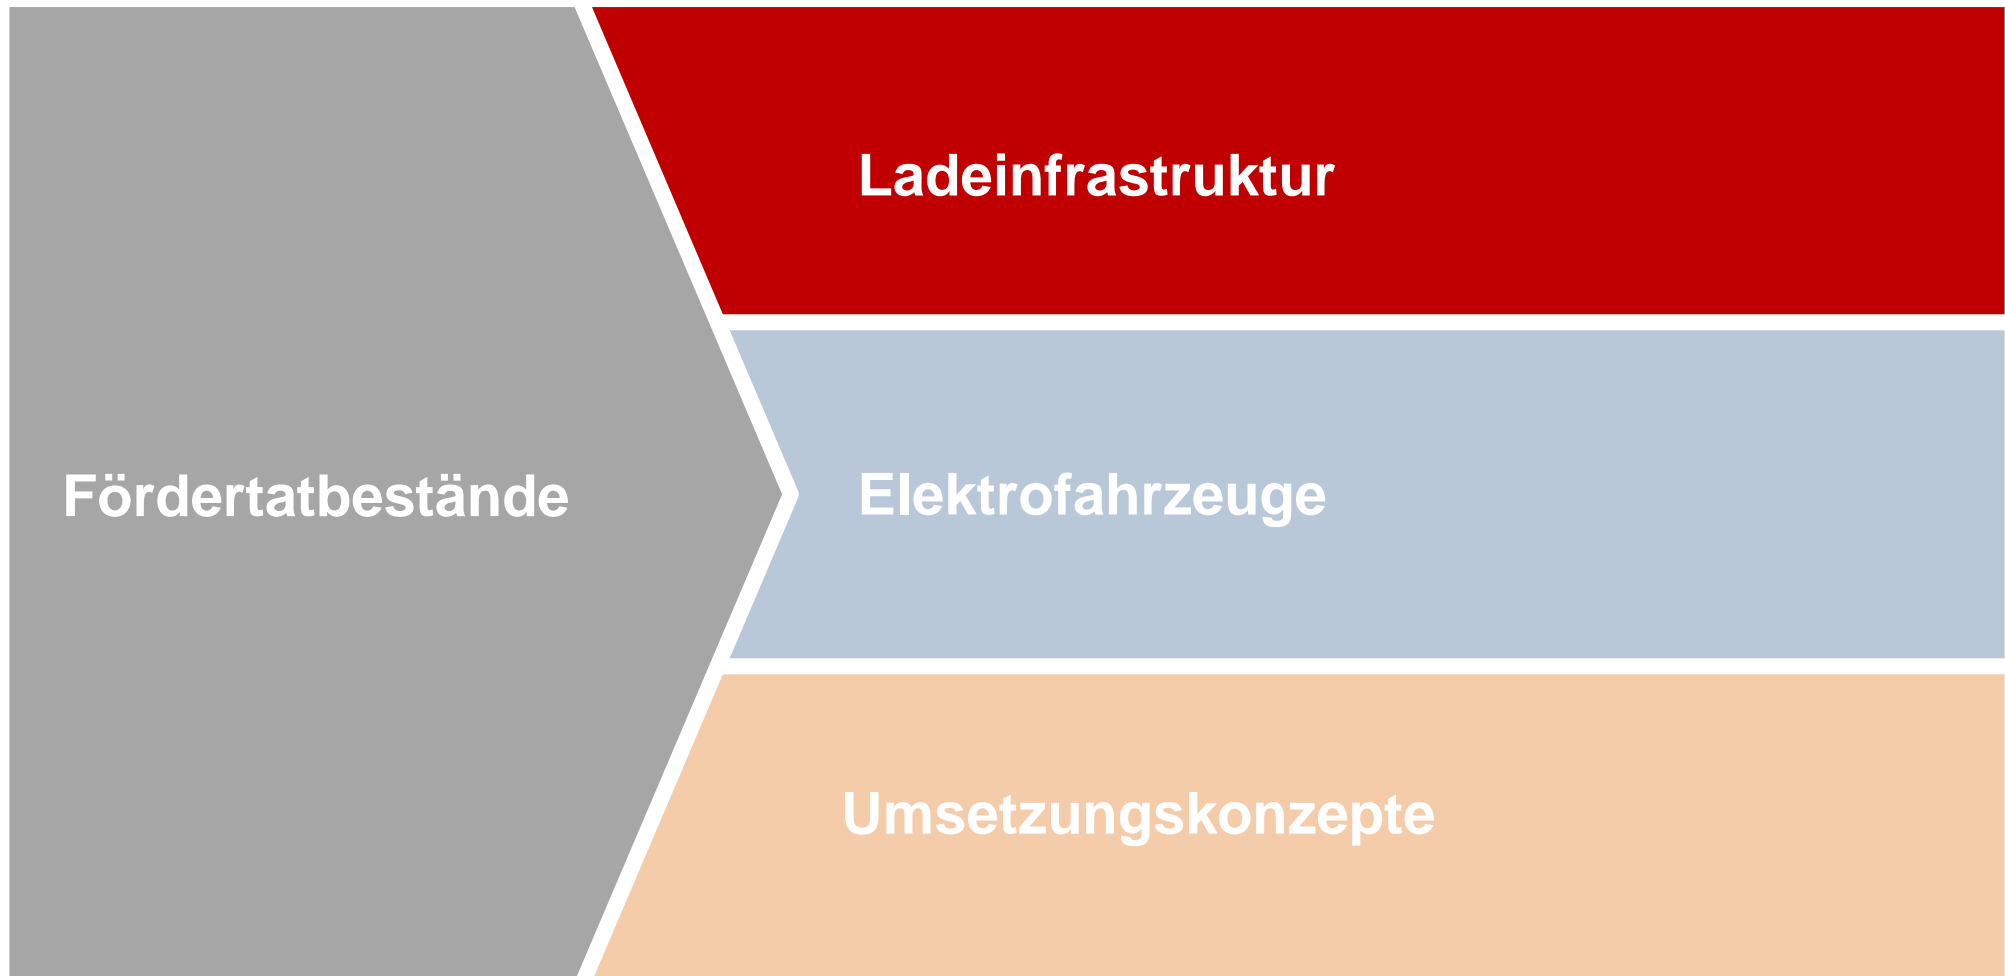 Fördertatbestände
Ladeinfrastruktur
Elektrofahrzeuge
Umsetzungskonzepte